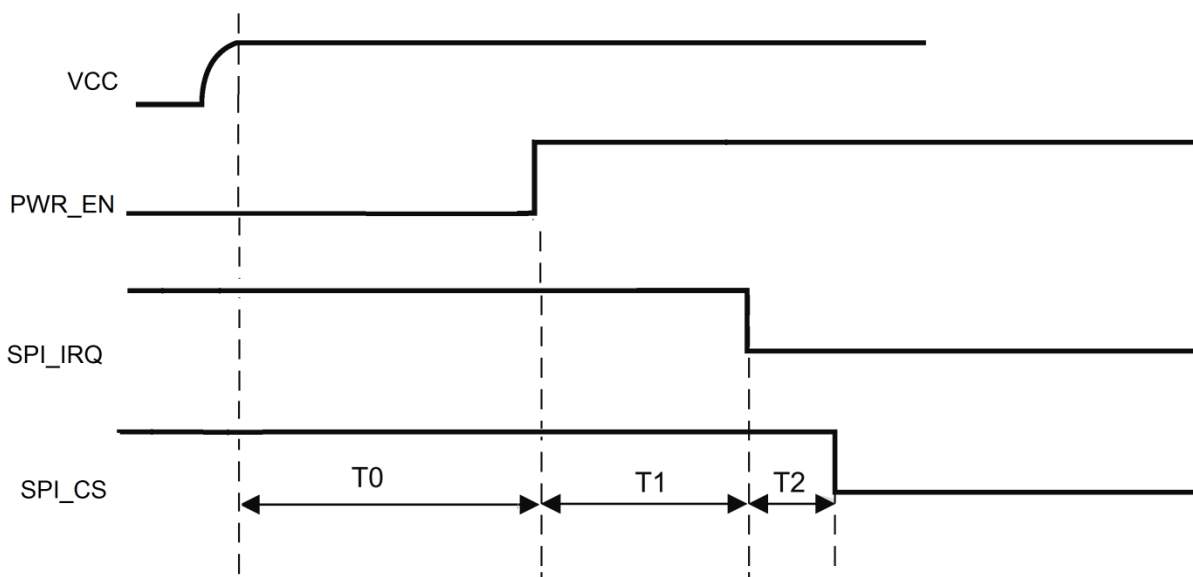 VCC
PWR_EN
SPI_IRQ
SPI_CS
T0
T1
T2